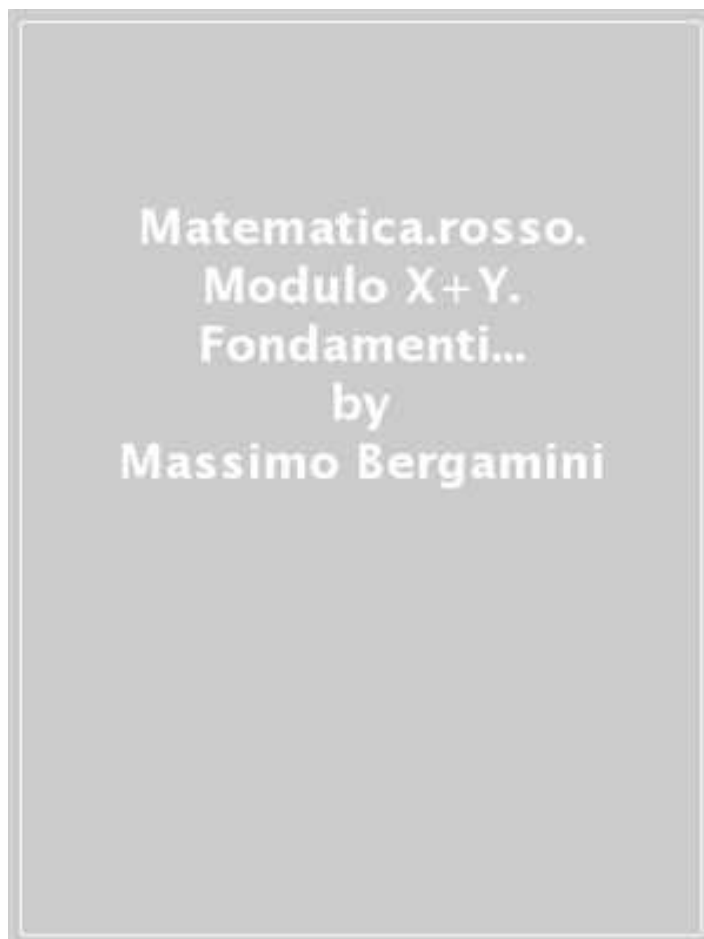 Matematica.rosso.
Modulo X+Y.
Fondamenti...
by
Massimo Bergamini